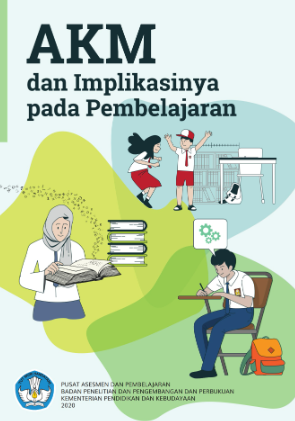 AKM
dan Implikasinya
pada Pembelajaran
PUSAT ASESMEN DAN PEMBELAJARAN
BADAN PENELITIAN DAN PENGEMBANGAN DAN PERBUKUAN
KEMENTERIAN PENDIDIKAN DAN KEBUDAYAAN
2020